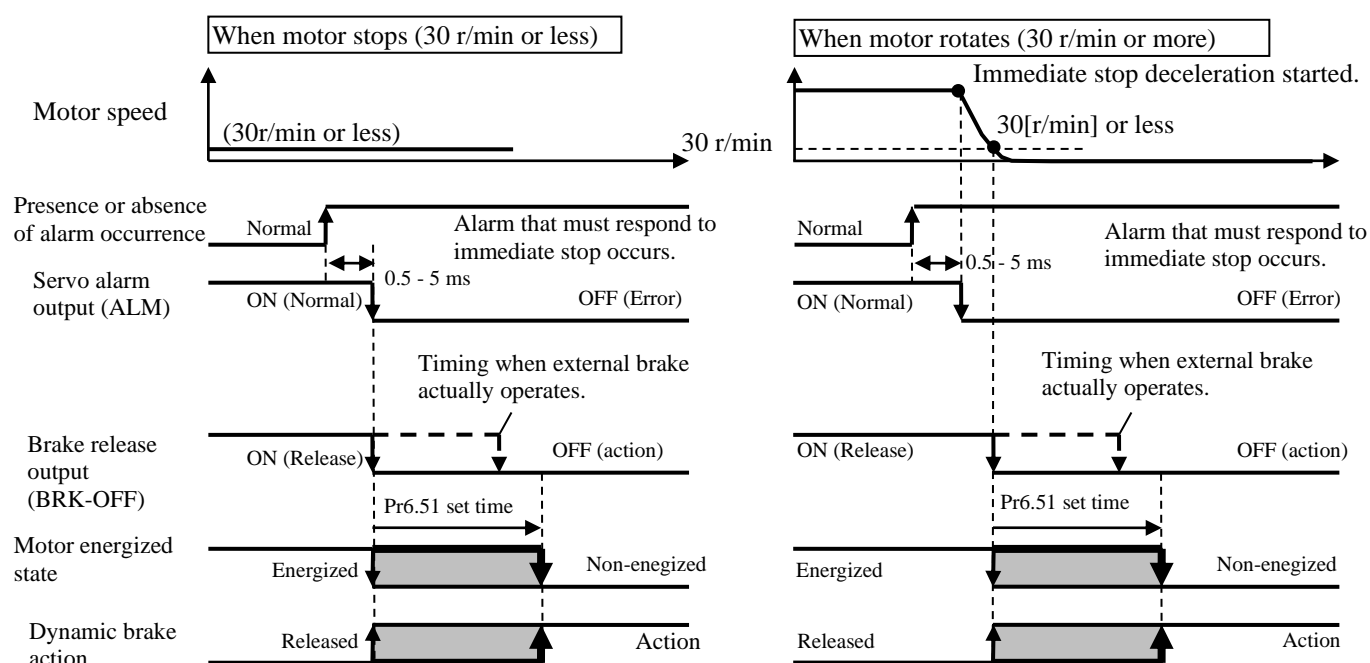 When motor stops (30 r/min or less)
When motor rotates (30 r/min or more)
Immediate stop deceleration started.
Motor speed
(30r/min or less)
30 r/min
30[r/min] or less
Presence or absence
of alarm occurrence
Normal
Alarm that must respond to
immediate stop occurs.
Normal
Alarm that must respond to
immediate stop occurs.
0.5 - 5 ms
0.5 - 5 ms
Servo alarm
output (ALM)
ON (Normal)
OFF (Error)
ON (Normal)
OFF (Error)
Timing when external brake
actually operates.
Timing when external brake
actually operates.
Brake release
output
(BRK-OFF)
ON (Release)
OFF (action)
ON (Release)
OFF (action)
Pr6.51 set time
Pr6.51 set time
Motor energized
state
Energized
Non-enegized
Energized
Non-enegized
Dynamic brake
action
Released
Action
Released
Action